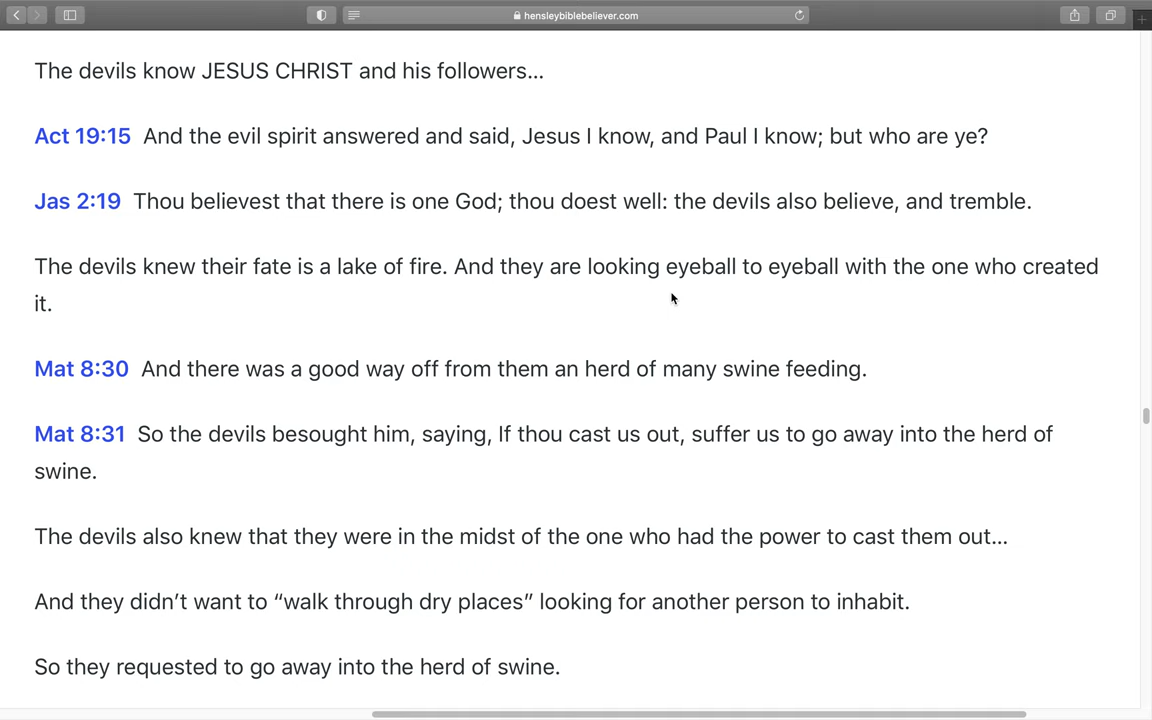 hensleybiblebeliever.com
The devils know JESUS CHRIST and his followers...
Act 19:15 And the evil spirit answered and said, Jesus I know, and Paul I know; but who are ye?
Jas 2:19 Thou believest that there is one God; thou doest well: the devils also believe, and tremble.
The devils knew their fate is a lake of fire. And they are looking eyeball to eyeball with the one who created
it.
Mat 8:30 And there was a good way off from them an herd of many swine feeding.
Mat 8:31 So the devils besought him, saying, If thou cast us out, suffer us to go away into the herd of
swine.
The devils also knew that they were in the midst of the one who had the power to cast them out...
And they didn’t want to “walk through dry places” looking for another person to inhabit.
So they requested to go away into the herd of swine.